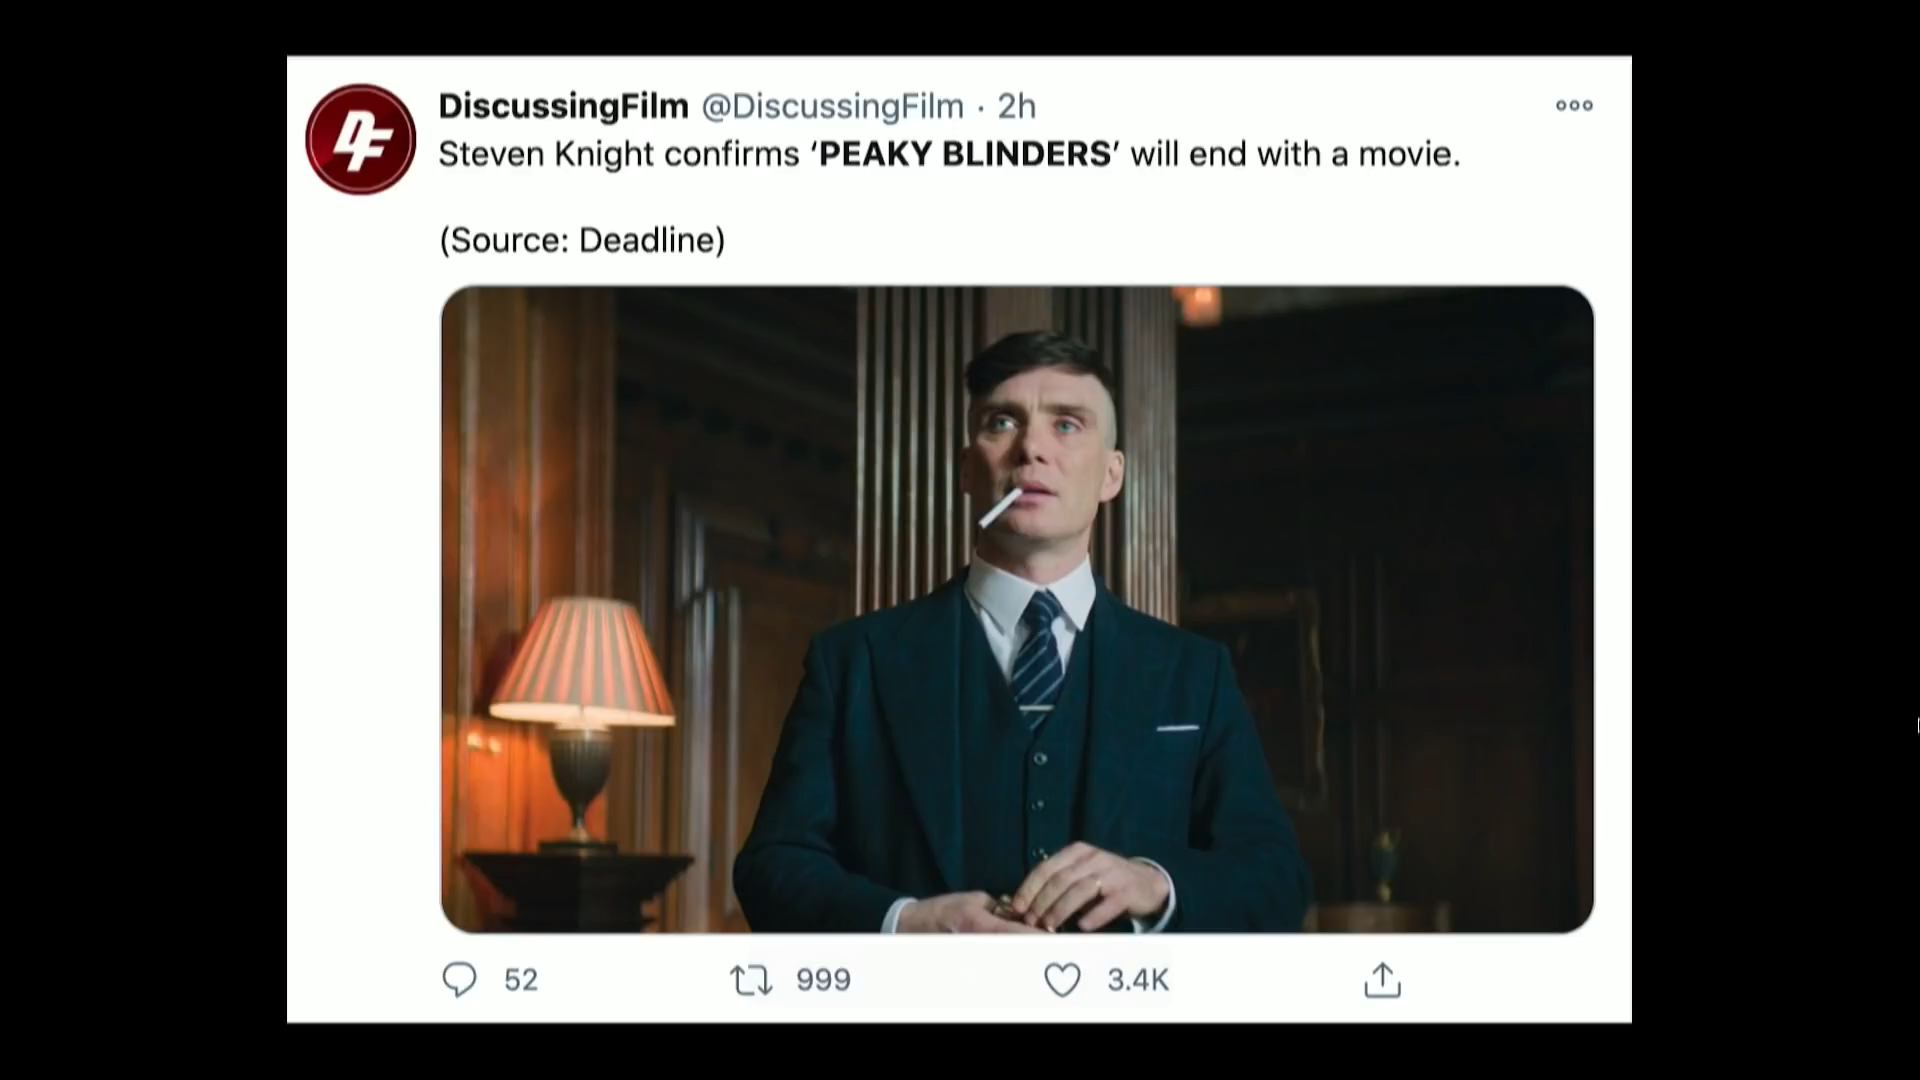 DiscussingFilm @DiscussingFilm · 2h
Steven Knight confirms ‘PEAKY BLINDERS’ will end with a movie.
(Source: Deadline)
52 999 3.4K